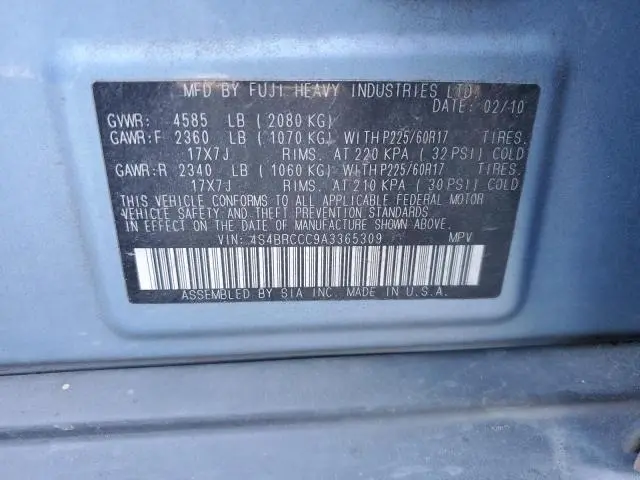 MFD BY FUJI HEAVY INDUSTRIES LTD.
DATE: 02/10
GVWR: 4585 LB (2080 KG)
GAWR:F 2360 LB (1070 KG) WITH P225/60R17 TIRES.
17X7J RIMS. AT 220 KPA (32 PSI) COLD
GAWR:R 2340 LB (1060 KG) WITH P225/60R17 TIRES.
17X7J RIMS. AT 210 KPA (30 PSI) COLD
THIS VEHICLE CONFORMS TO ALL APPLICABLE FEDERAL MOTOR
VEHICLE SAFETY AND THEFT PREVENTION STANDARDS
IN EFFECT ON THE DATE OF MANUFACTURE SHOWN ABOVE.
VIN: 4S4BRCCC9A3365309 MPV
ASSEMBLED BY SIA INC. MADE IN U.S.A.